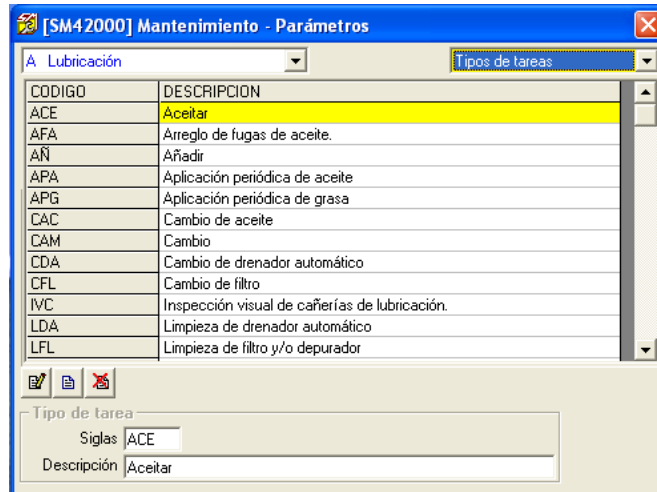 [SM42000] Mantenimiento - Parámetros
A Lubricación Tipos de tareas
CODIGO DESCRIPCION
ACE Aceitar
AFA Arreglo de fugas de aceite.
AÑ Añadir
APA Aplicación periódica de aceite
APG Aplicación periódica de grasa
CAC Cambio de aceite
CAM Cambio
CDA Cambio de drenador automático
CFL Cambio de filtro
IVC Inspección visual de cañerías de lubricación.
LDA Limpieza de drenador automático
LFL Limpieza de filtro y/o depurador
Tipo de tarea
Siglas ACE
Descripción Aceitar